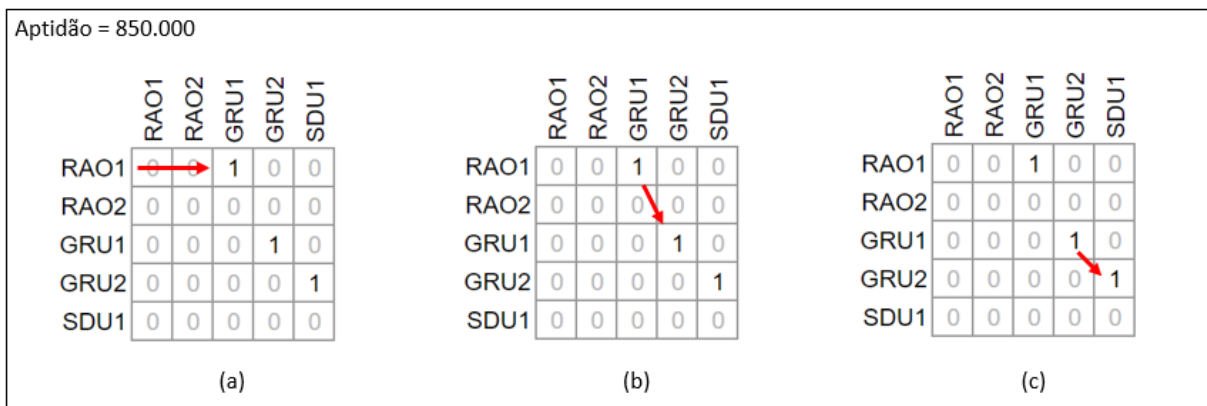 Aptidão = 850.000
RAO1 RAO2 GRU1 GRU2 SDU1
RAO1 0 0 1 0 0
RAO2 0 0 0 0 0
GRU1 0 0 0 1 0
GRU2 0 0 0 0 1
SDU1 0 0 0 0 0
(a)
RAO1 RAO2 GRU1 GRU2 SDU1
RAO1 0 0 1 0 0
RAO2 0 0 0 0 0
GRU1 0 0 0 1 0
GRU2 0 0 0 0 1
SDU1 0 0 0 0 0
(b)
RAO1 RAO2 GRU1 GRU2 SDU1
RAO1 0 0 1 0 0
RAO2 0 0 0 0 0
GRU1 0 0 0 1 0
GRU2 0 0 0 0 1
SDU1 0 0 0 0 0
(c)